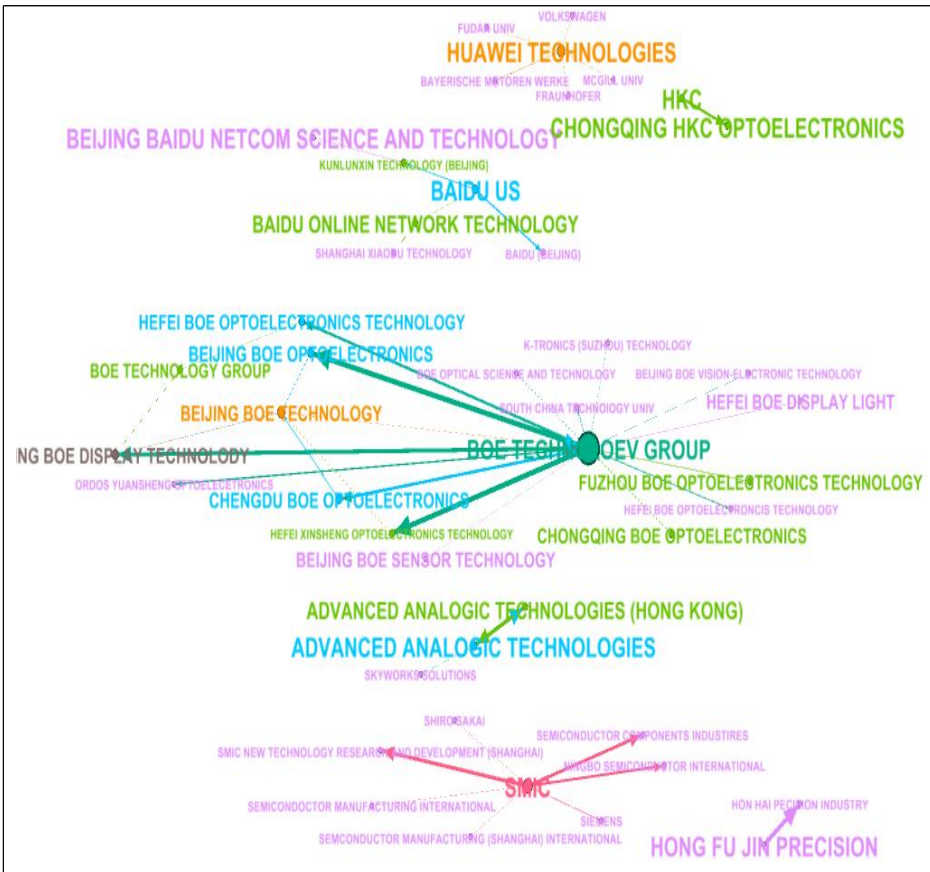 VOLKSWAGEN
FUDAN UNIV
HUAWEI TECHNOLOGIES
BAYERISCHE MOTOREN WERKE
MCGILL UNIV
FRAUNHOFER
HKC
CHONGQING HKC OPTOELECTRONICS
BEIJING BAIDU NETCOM SCIENCE AND TECHNOLOGY
KUNLUNXIN TECHNOLOGY (BEIJING)
BAIDU US
BAIDU ONLINE NETWORK TECHNOLOGY
SHANGHAI XIAODU TECHNOLOGY
BAIDU (BEIJING)
HEFEI BOE OPTOELECTRONICS TECHNOLOGY
K-TRONICS (SUZHOU) TECHNOLOGY
BEIJING BOE OPTOELECTRONICS
BOE TECHNOLOGY GROUP
BOE OPTICAL SCIENCE AND TECHNOLOGY
BEIJING BOE VISION-ELECTRONIC TECHNOLOGY
BEIJING BOE TECHNOLOGY
SOUTH CHINA TECHNOIOGY UNIV
HEFEI BOE DISPLAY LIGHT
ING BOE DISPLAY TECHNOLODY
BOE TECHN OEV GROUP
ORDOS YUANSHENG OPTOELECETRONICS
FUZHOU BOE OPTOELECTRONICS TECHNOLOGY
CHENGDU BOE OPTOELECTRONICS
HEFEI BOE OPTOELECTRONCIS TECHNOLOGY
HEFEI XINSHENG OPTOELECTRONICS TECHNOLOGY
CHONGQING BOE OPTOELECTRONICS
BEIJING BOE SENSOR TECHNOLOGY
ADVANCED ANALOGIC TECHNOLOGIES (HONG KONG)
ADVANCED ANALOGIC TECHNOLOGIES
SKYWORKS SOLUTIONS
SHIRO SAKAI
SEMICONDUCTOR COMPONENTS INDUSTIRES
SMIC NEW TECHNOLOGY RESEARCH AND DEVELOPMENT (SHANGHAI)
NINGBO SEMICONDUCTOR INTERNATIONAL
SMIC
SEMICONDOCTOR MANUFACTURING INTERNATIONAL
HON HAI PECISION INDUSTRY
SIEMENS
SEMCONDUCTOR MANUFACTURING (SHANGHAI) INTERNATIONAL
HONG FU JIN PRECISION